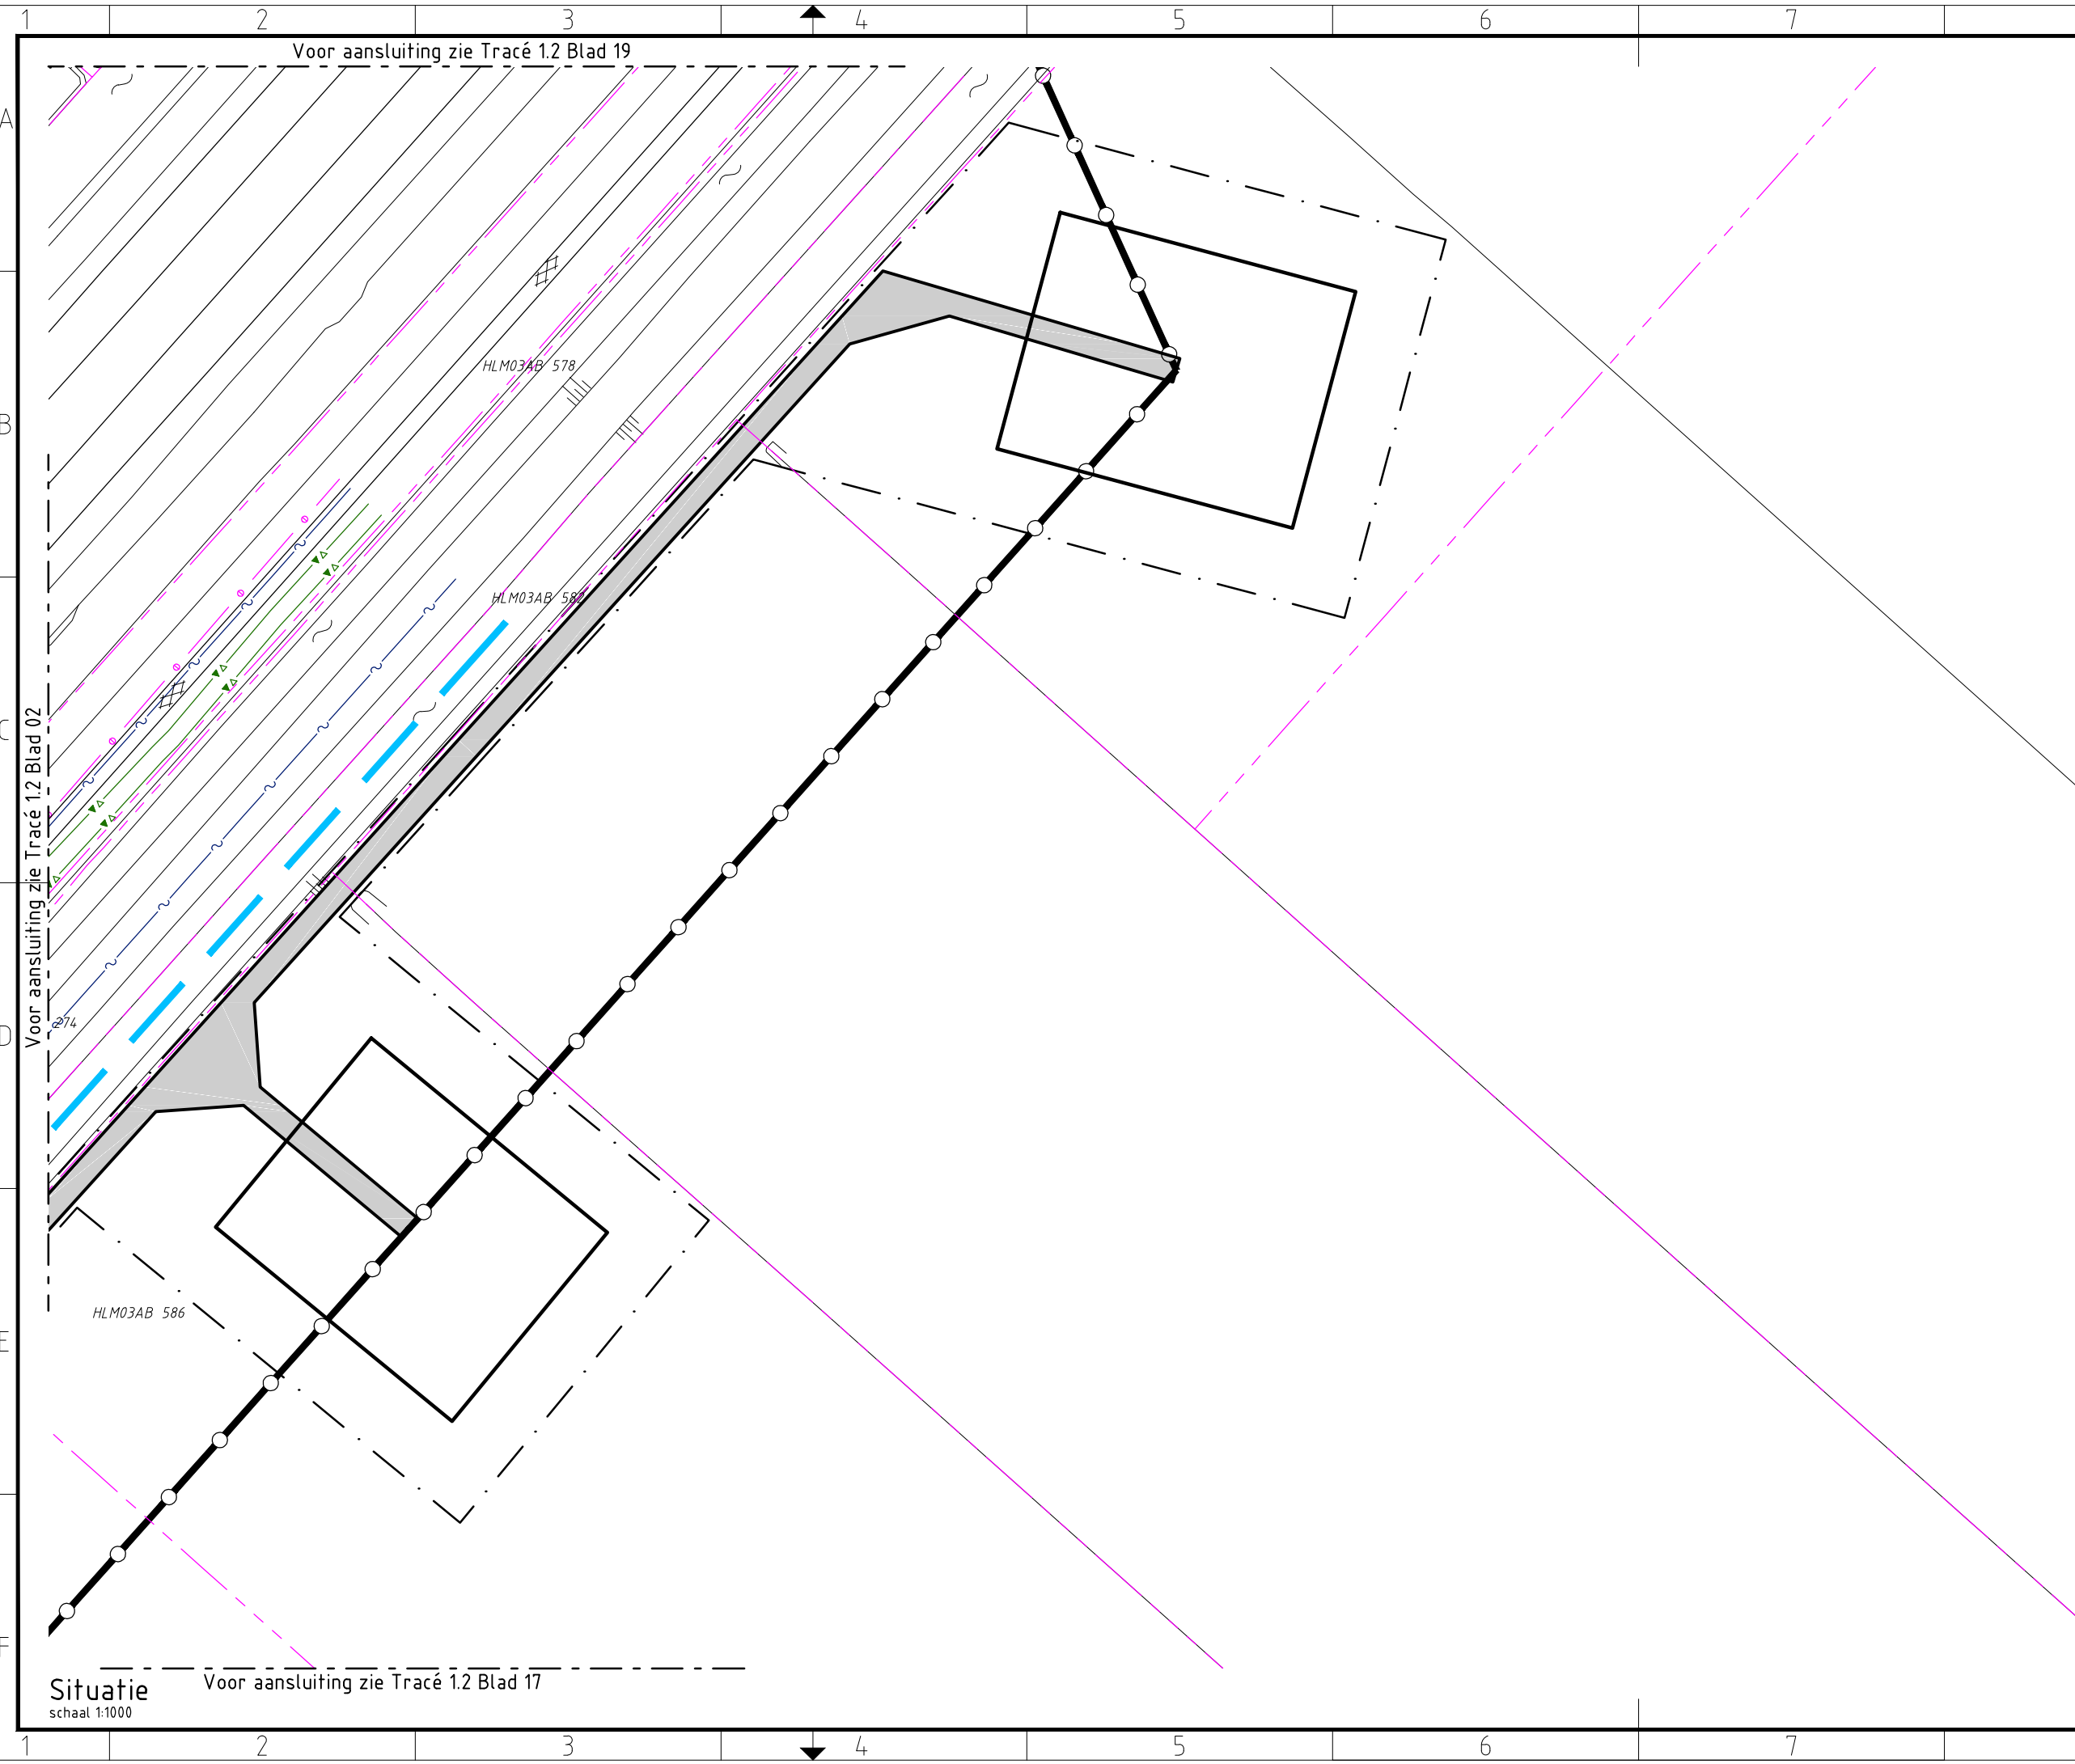 1 2 3 4 5 6 7
Voor aansluiting zie Tracé 1.2 Blad 19
A
B
C
D
E
F
HLM03AB 578
HLM03AB 582
Voor aansluiting zie Tracé 1.2 Blad 02
274
HLM03AB 586
Voor aansluiting zie Tracé 1.2 Blad 17
Situatie
schaal 1:1000
1 2 3 4 5 6 7